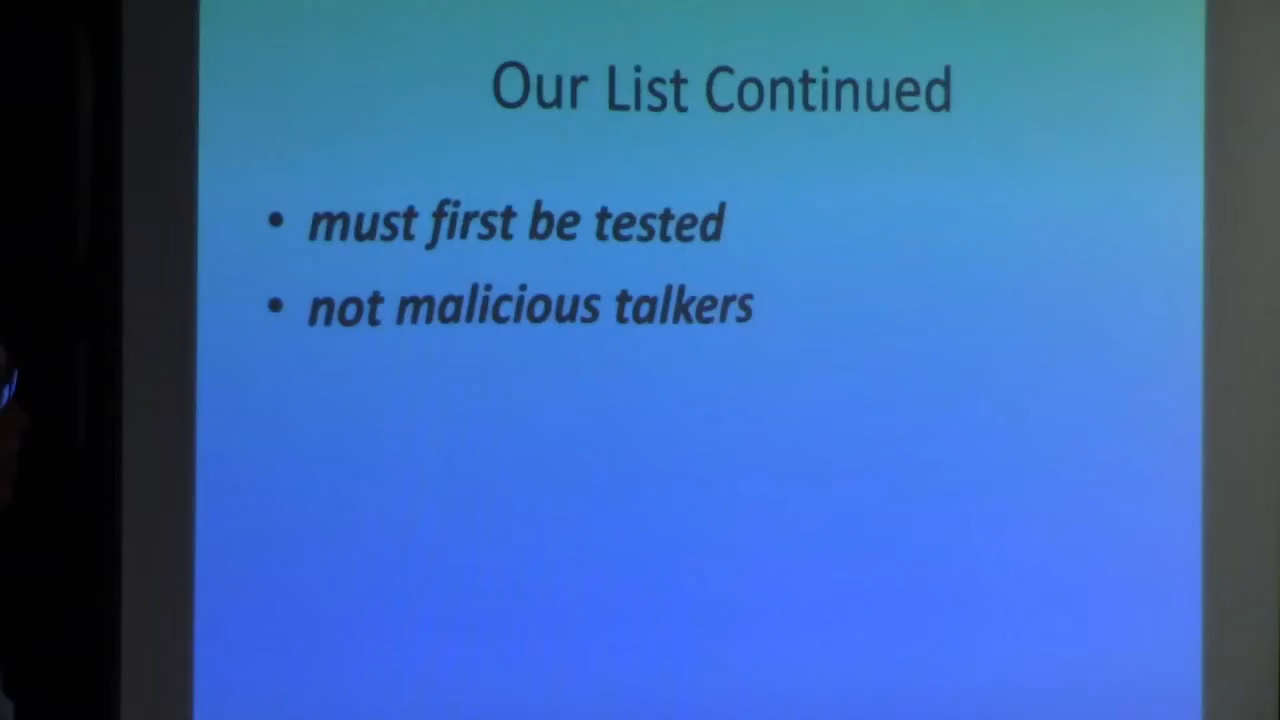 Our List Continued
• must first be tested
• not malicious talkers